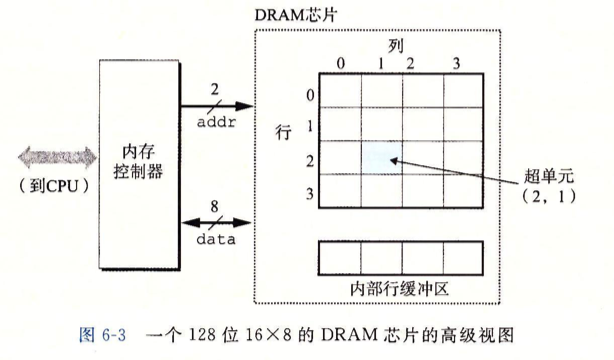 DRAM芯片
列
0 1 2 3
2
addr
0
行
1
内存
控制器
2
超单元
(2, 1)
(到CPU)
3
8
data
内部行缓冲区
图 6-3 一个 128 位 16×8 的 DRAM 芯片的高级视图